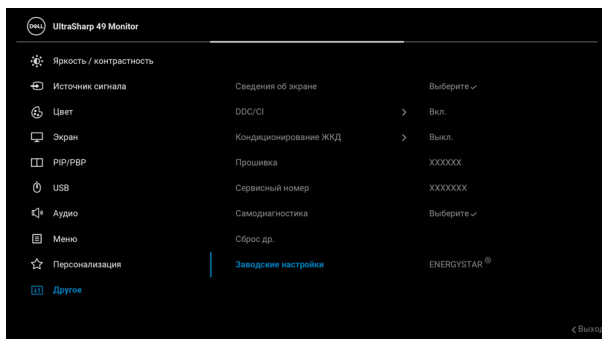 DELL UltraSharp 49 Monitor
Яркость / контрастность
Источник сигнала Сведения об экране Выберите ✓
Цвет DDC/CI > Вкл.
Экран Кондиционирование ЖКД > Выкл.
PIP/PBP Прошивка XXXXXX
USB Сервисный номер XXXXXXX
Аудио Самодиагностика Выберите ✓
Меню Сброс др.
Персонализация Заводские настройки ENERGYSTAR ®
Другое
< Выход